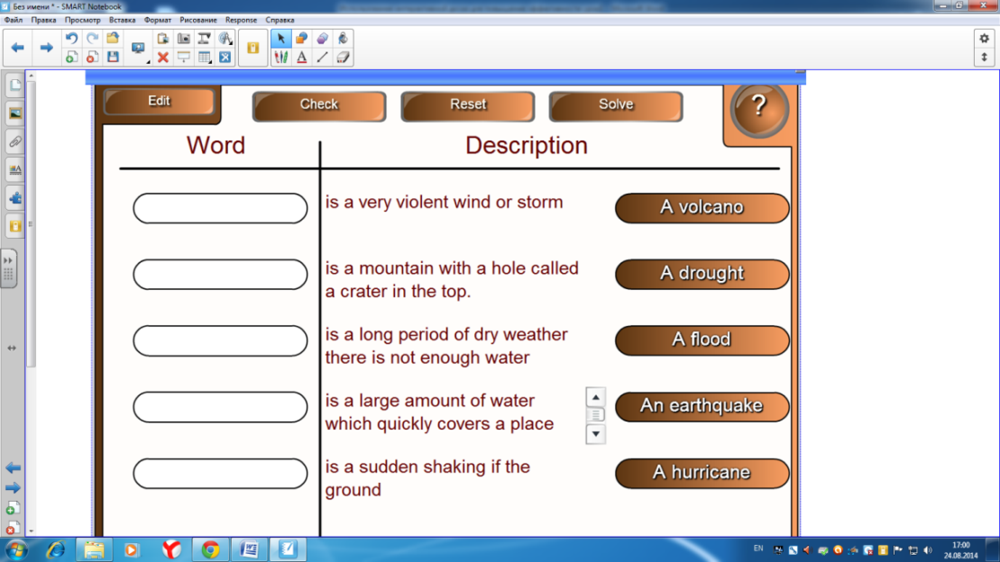 Без имени * - SMART Notebook
Файл Правка Просмотр Вставка Формат Рисование Response Справка
Edit Check Reset Solve ?
Word Description
is a very violent wind or storm
A volcano
is a mountain with a hole called
a crater in the top.
A drought
is a long period of dry weather
there is not enough water
A flood
is a large amount of water
which quickly covers a place
An earthquake
is a sudden shaking if the
ground
A hurricane
EN
17:00
24.08.2014